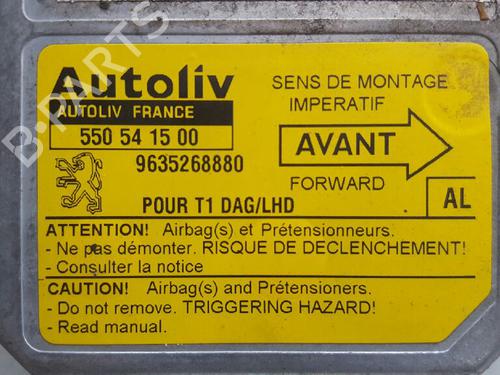 Autoliv
AUTOLIV FRANCE
550 54 15 00
9635268880
POUR T1 DAG/LHD
SENS DE MONTAGE
IMPERATIF
AVANT
FORWARD
AL
ATTENTION! Airbag(s) et Prétensionneurs.
- Ne pas démonter. RISQUE DE DECLENCHEMENT!
- Consulter la notice
CAUTION! Airbag(s) and Prétensioners.
- Do not remove. TRIGGERING HAZARD!
- Read manual.
B-PARTS